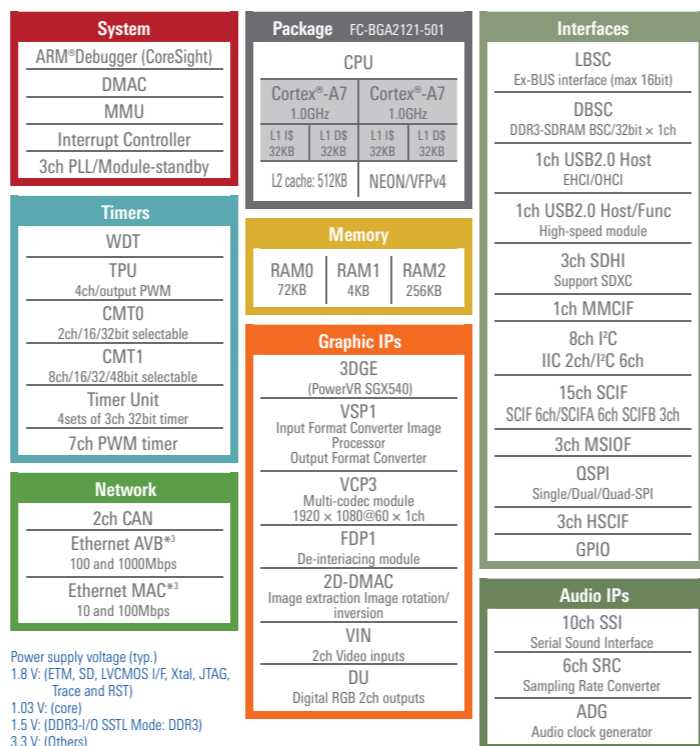 System
ARM®Debugger (CoreSight)
DMAC
MMU
Interrupt Controller
3ch PLL/Module-standby
Timers
WDT
TPU
4ch/output PWM
CMT0
2ch/16/32bit selectable
CMT1
8ch/16/32/48bit selectable
Timer Unit
4sets of 3ch 32bit timer
7ch PWM timer
Network
2ch CAN
Ethernet AVB*3
100 and 1000Mbps
Ethernet MAC*3
10 and 100Mbps
Power supply voltage (typ.)
1.8 V: (ETM, SD, LVCMOS I/F, Xtal, JTAG,
Trace and RST)
1.03 V: (core)
1.5 V: (DDR3-I/O SSTL Mode: DDR3)
3.3 V: (Others)
Package FC-BGA2121-501
CPU
Cortex®-A7 Cortex®-A7
1.0GHz 1.0GHz
L1 I$ L1 D$ L1 I$ L1 D$
32KB 32KB 32KB 32KB
L2 cache: 512KB NEON/VFPv4
Memory
RAM0 RAM1 RAM2
72KB 4KB 256KB
Graphic IPs
3DGE
(PowerVR SGX540)
VSP1
Input Format Converter Image
Processor
Output Format Converter
VCP3
Multi-codec module
1920 × 1080@60 × 1ch
FDP1
De-interiacing module
2D-DMAC
Image extraction Image rotation/
inversion
VIN
2ch Video inputs
DU
Digital RGB 2ch outputs
Interfaces
LBSC
Ex-BUS interface (max 16bit)
DBSC
DDR3-SDRAM BSC/32bit × 1ch
1ch USB2.0 Host
EHCI/OHCI
1ch USB2.0 Host/Func
High-speed module
3ch SDHI
Support SDXC
1ch MMCIF
8ch I²C
IIC 2ch/I²C 6ch
15ch SCIF
SCIF 6ch/SCIFA 6ch SCIFB 3ch
3ch MSIOF
QSPI
Single/Dual/Quad-SPI
3ch HSCIF
GPIO
Audio IPs
10ch SSI
Serial Sound Interface
6ch SRC
Sampling Rate Converter
ADG
Audio clock generator